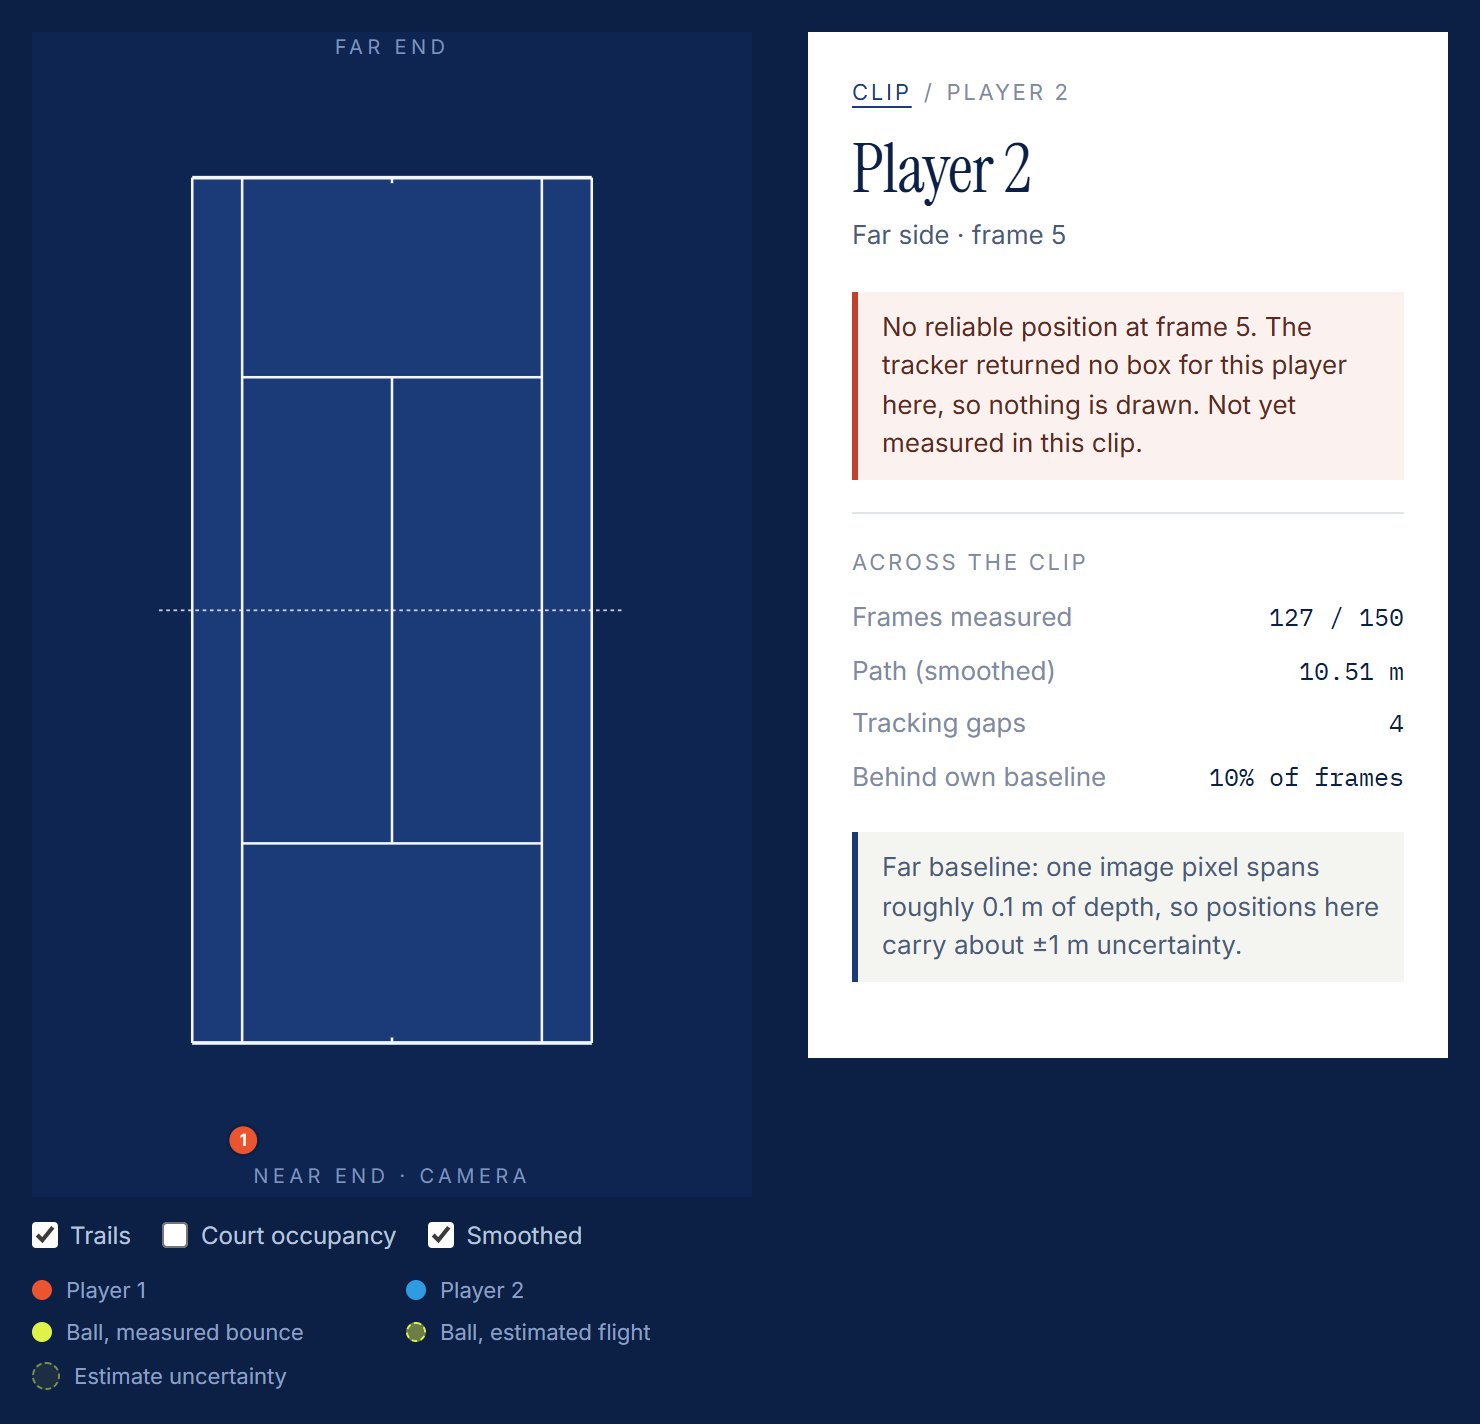 FAR END
1
NEAR END · CAMERA
Trails
Court occupancy
Smoothed
Player 1
Player 2
Ball, measured bounce
Ball, estimated flight
Estimate uncertainty
CLIP / PLAYER 2
Player 2
Far side · frame 5
No reliable position at frame 5. The
tracker returned no box for this player
here, so nothing is drawn. Not yet
measured in this clip.
ACROSS THE CLIP
Frames measured 127 / 150
Path (smoothed) 10.51 m
Tracking gaps 4
Behind own baseline 10% of frames
Far baseline: one image pixel spans
roughly 0.1 m of depth, so positions here
carry about ±1 m uncertainty.